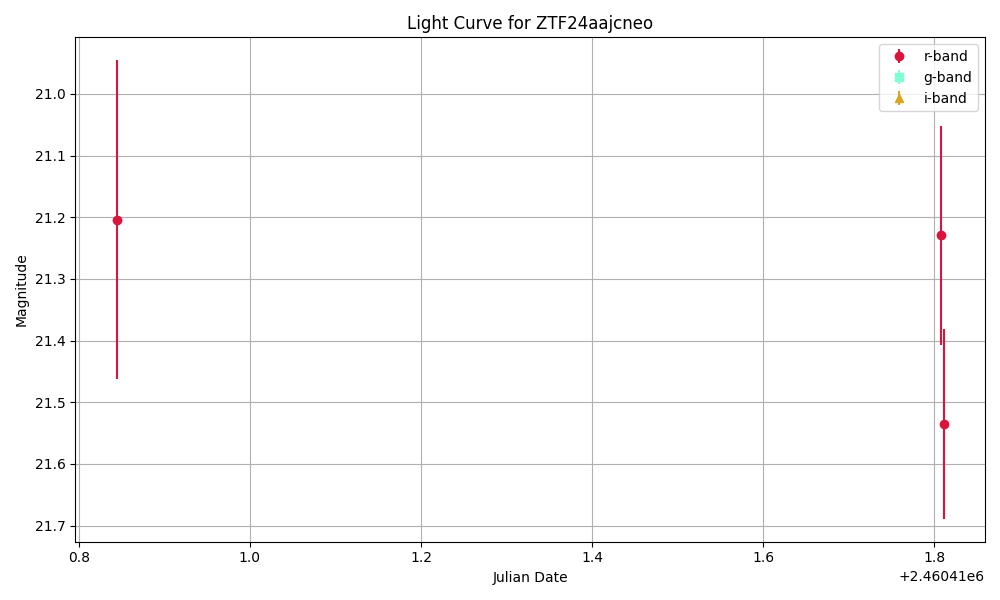 Light Curve for ZTF24aajcneo
r-band
g-band
i-band
Magnitude
21.0
21.1
21.2
21.3
21.4
21.5
21.6
21.7
0.8 1.0 1.2 1.4 1.6 1.8
Julian Date
+2.46041e6